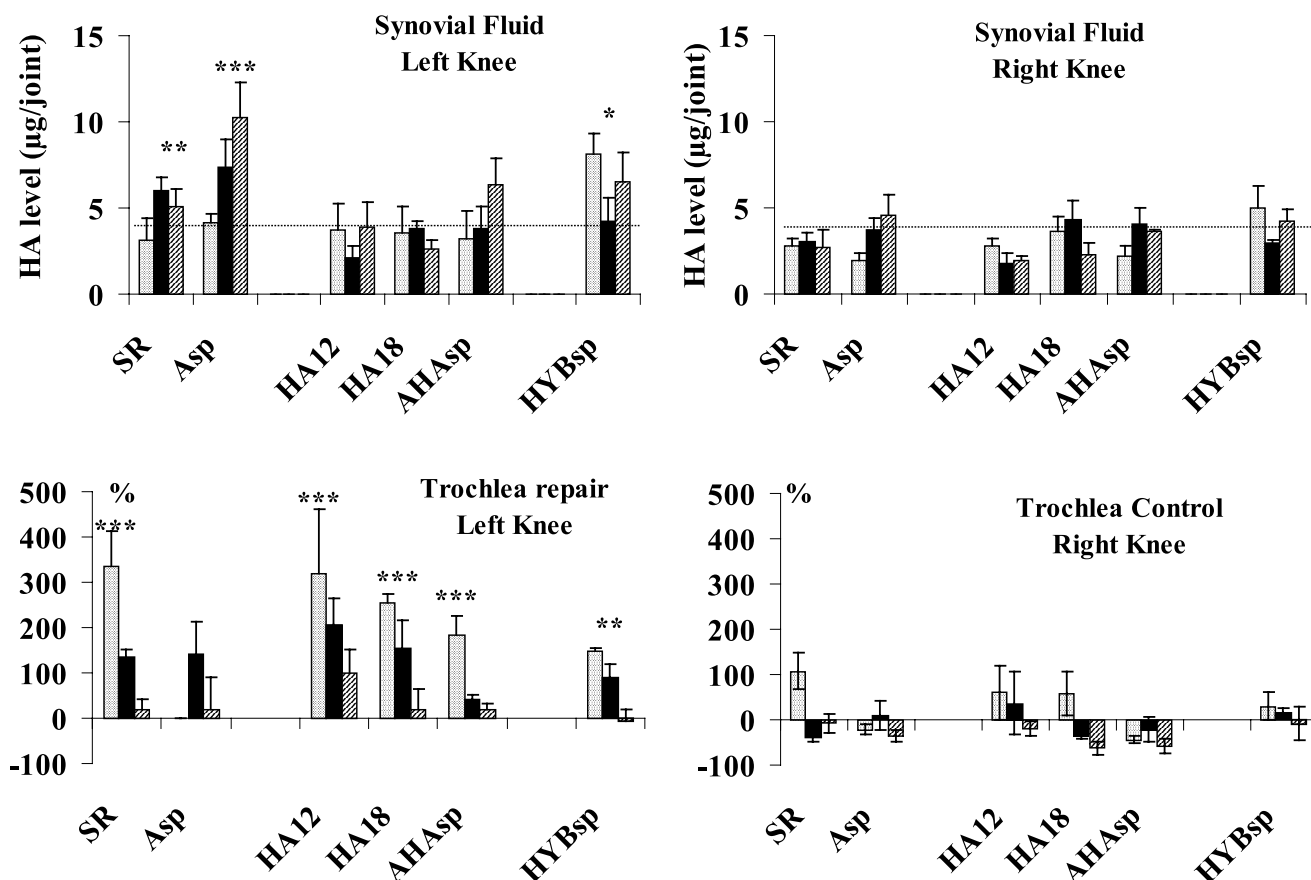 Synovial Fluid
Left Knee
HA level (µg/joint)
15
10
5
0
**
***
*
SR
Asp
HA12
HA18
AHAsp
HYBsp
Synovial Fluid
Right Knee
HA level (µg/joint)
15
10
5
0
SR
Asp
HA12
HA18
AHAsp
HYBsp
Trochlea repair
Left Knee
%
500
400
300
200
100
0
-100
***
***
***
***
**
SR
Asp
HA12
HA18
AHAsp
HYBsp
Trochlea Control
Right Knee
%
500
400
300
200
100
0
-100
SR
Asp
HA12
HA18
AHAsp
HYBsp